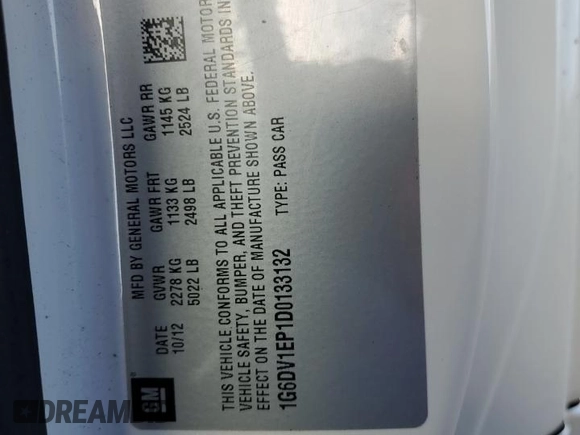 MFD BY GENERAL MOTORS LLC
DATE GVWR GAWR FRT GAWR RR
10/12 2278 KG 1133 KG 1145 KG
5022 LB 2498 LB 2524 LB
THIS VEHICLE CONFORMS TO ALL APPLICABLE U.S. FEDERAL MOTOR
VEHICLE SAFETY, BUMPER, AND THEFT PREVENTION STANDARDS IN
EFFECT ON THE DATE OF MANUFACTURE SHOWN ABOVE.
1G6DV1EP1D0133132 TYPE: PASS CAR
GM
DREAM